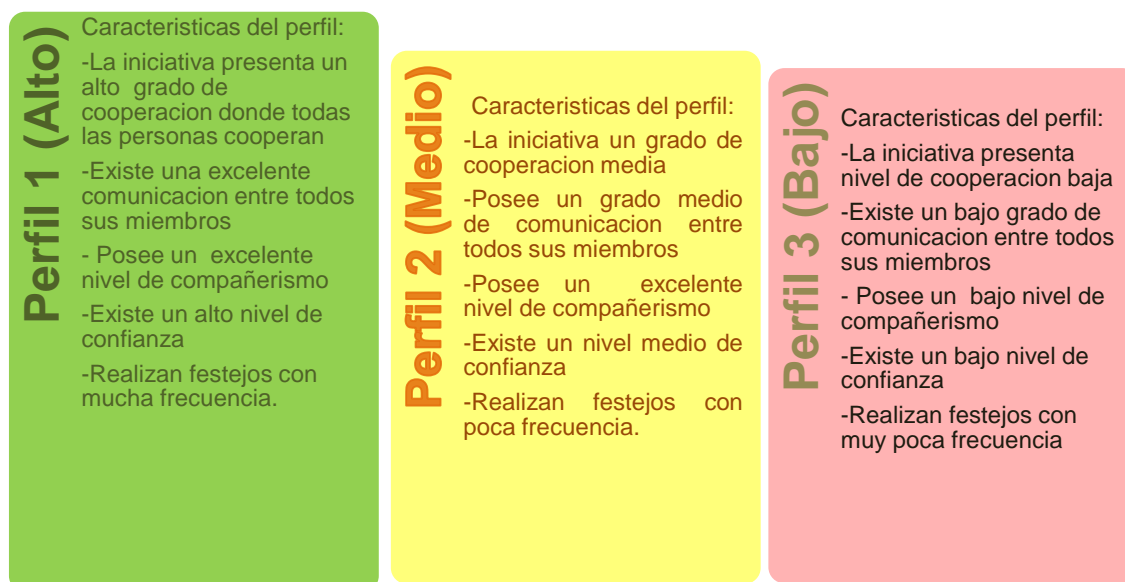 Perfil 1 (Alto)
Caracteristicas del perfil:
-La iniciativa presenta un
alto grado de
cooperacion donde todas
las personas cooperan
-Existe una excelente
comunicacion entre todos
sus miembros
- Posee un excelente
nivel de compañerismo
-Existe un alto nivel de
confianza
-Realizan festejos con
mucha frecuencia.
Perfil 2 (Medio)
Caracteristicas del perfil:
-La iniciativa un grado de
cooperacion media
-Posee un grado medio
de comunicacion entre
todos sus miembros
-Posee un excelente
nivel de compañerismo
-Existe un nivel medio de
confianza
-Realizan festejos con
poca frecuencia.
Perfil 3 (Bajo)
Caracteristicas del perfil:
-La iniciativa presenta
nivel de cooperacion baja
-Existe un bajo grado de
comunicacion entre todos
sus miembros
- Posee un bajo nivel de
compañerismo
-Existe un bajo nivel de
confianza
-Realizan festejos con
muy poca frecuencia